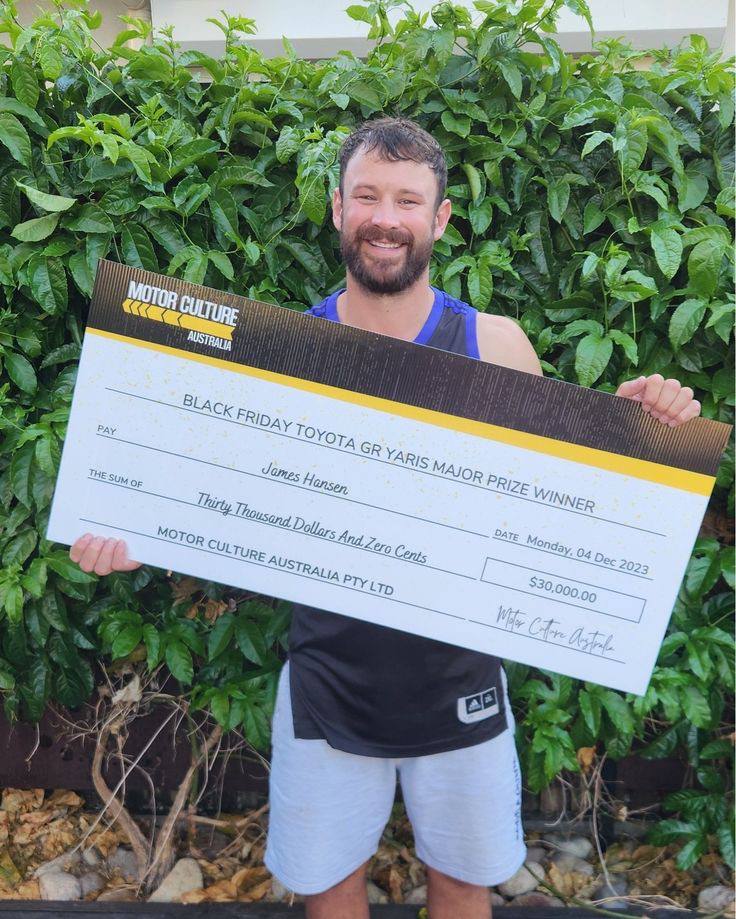 MOTOR CULTURE
AUSTRALIA
BLACK FRIDAY TOYOTA GR YARIS MAJOR PRIZE WINNER
PAY James Hansen
DATE Monday, 04 Dec 2023
THE SUM OF Thirty Thousand Dollars And Zero Cents
$30,000.00
MOTOR CULTURE AUSTRALIA PTY LTD
Motor Culture Australia
adidas